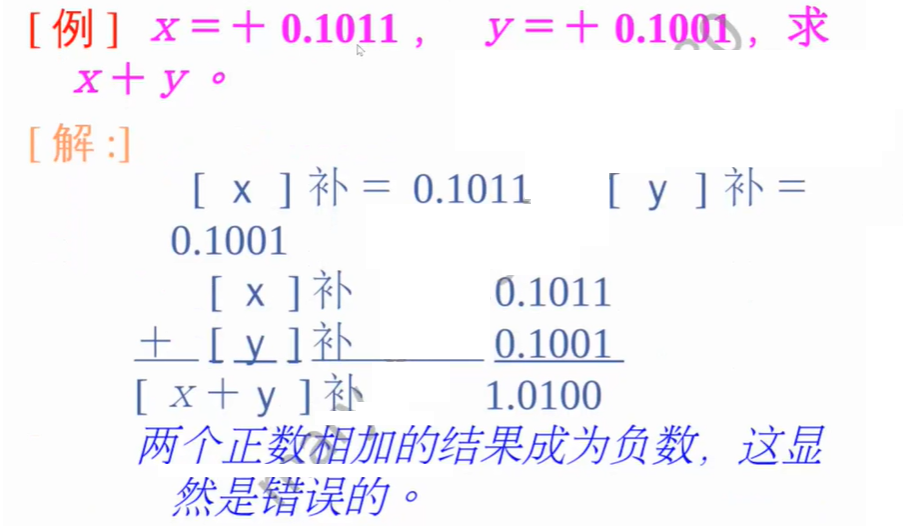 [例] x＝＋0.1011， y＝＋0.1001，求
x＋y。
[解:]
[ x ]补＝ 0.1011 [ y ]补＝
0.1001
[ x ]补 0.1011
＋ [ y ]补 0.1001
[ x＋y ]补 1.0100
两个正数相加的结果成为负数，这显
然是错误的。